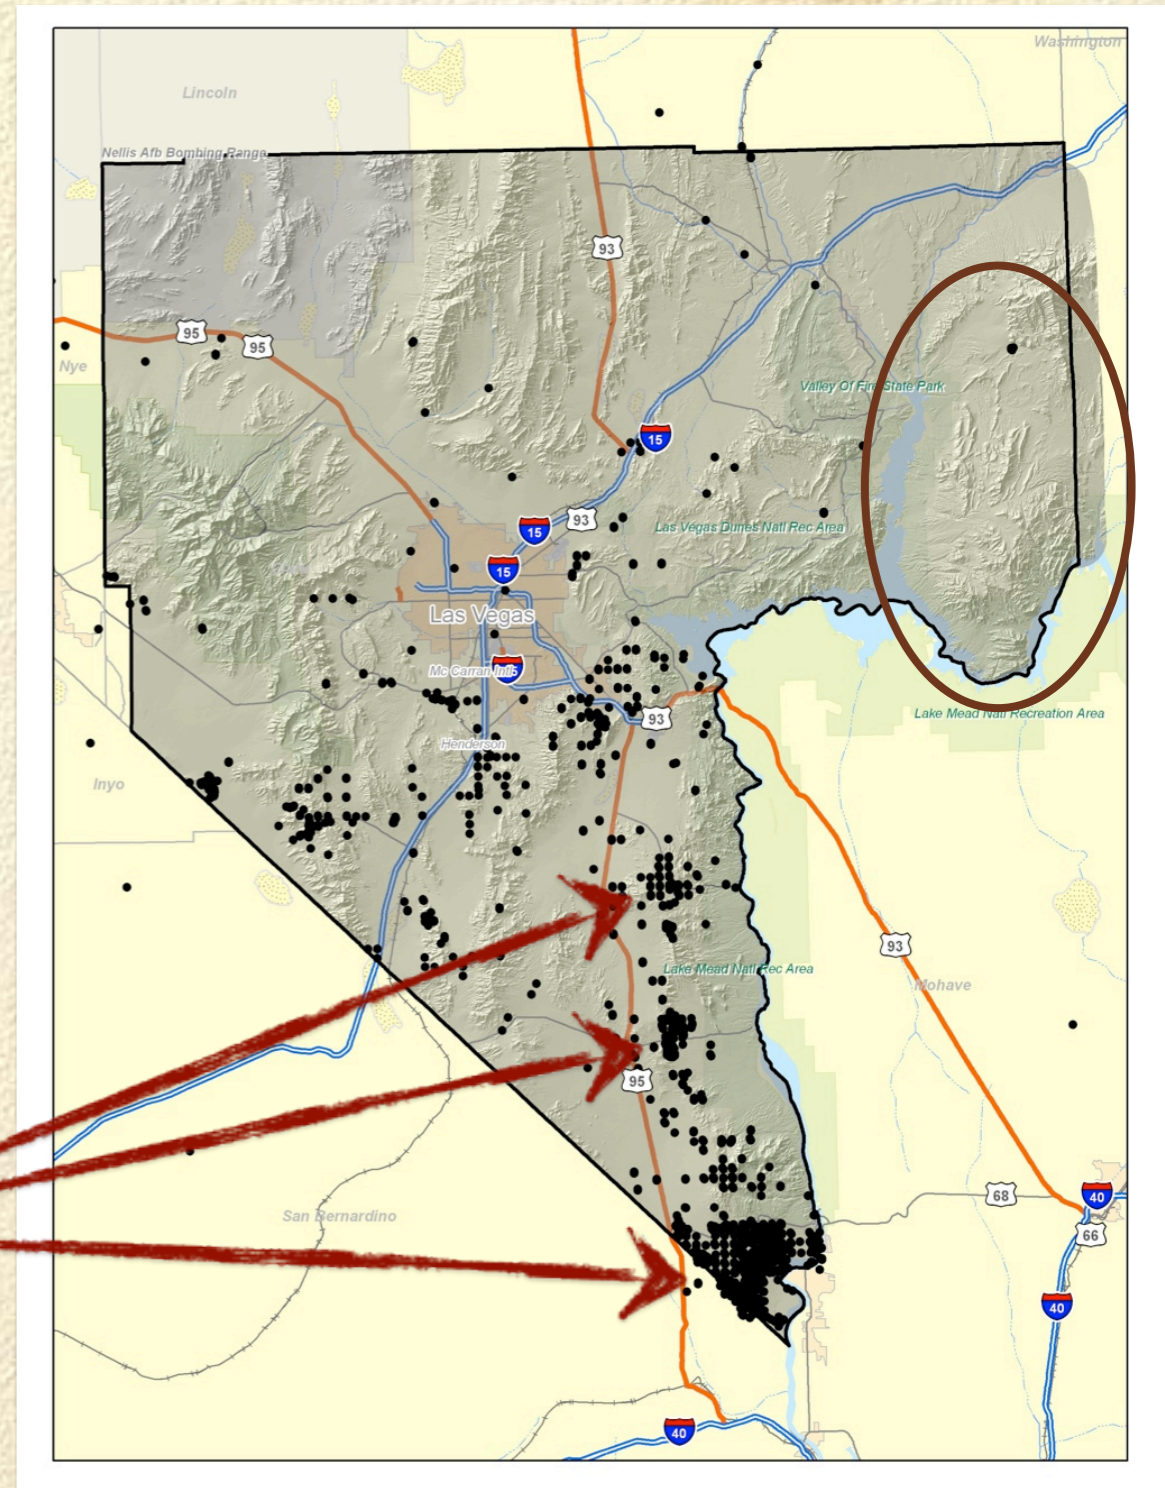 Washington
Lincoln
Nellis Afb Bombing Range
93
95
95
Nye
Valley Of Fire State Park
15
93
15
Las Vegas Dunes Natl Rec Area
15
Las Vegas
Mc Carran Intl
93
Lake Mead Natl Recreation Area
Henderson
Inyo
93
Lake Mead Natl Rec Area
Mohave
95
68
40
San Bernardino
66
40
40